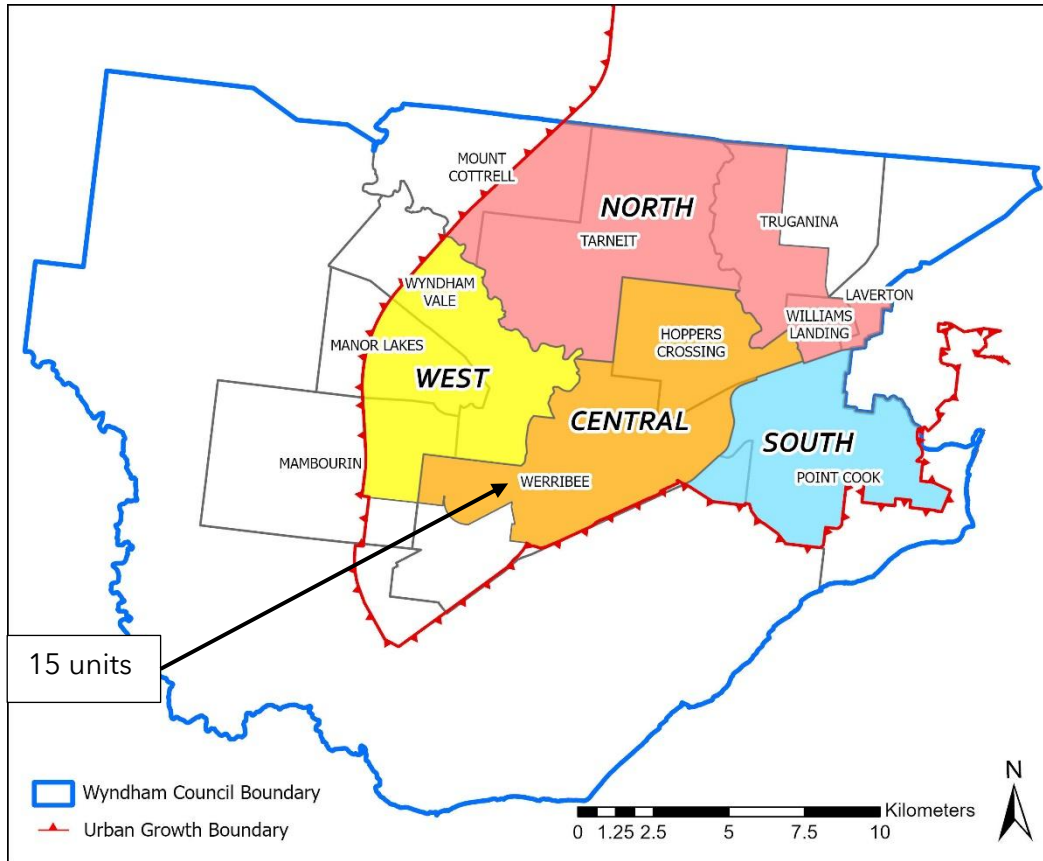 MOUNT
COTTRELL
NORTH
TARNEIT
TRUGANINA
WYNDHAM
VALE
LAVERTON
WILLIAMS
LANDING
HOPPERS
CROSSING
MANOR LAKES
WEST
CENTRAL
SOUTH
MAMBOURIN
WERRIBEE
POINT COOK
15 units
Wyndham Council Boundary
Urban Growth Boundary
Kilometers
0 1.25 2.5 5 7.5 10
N